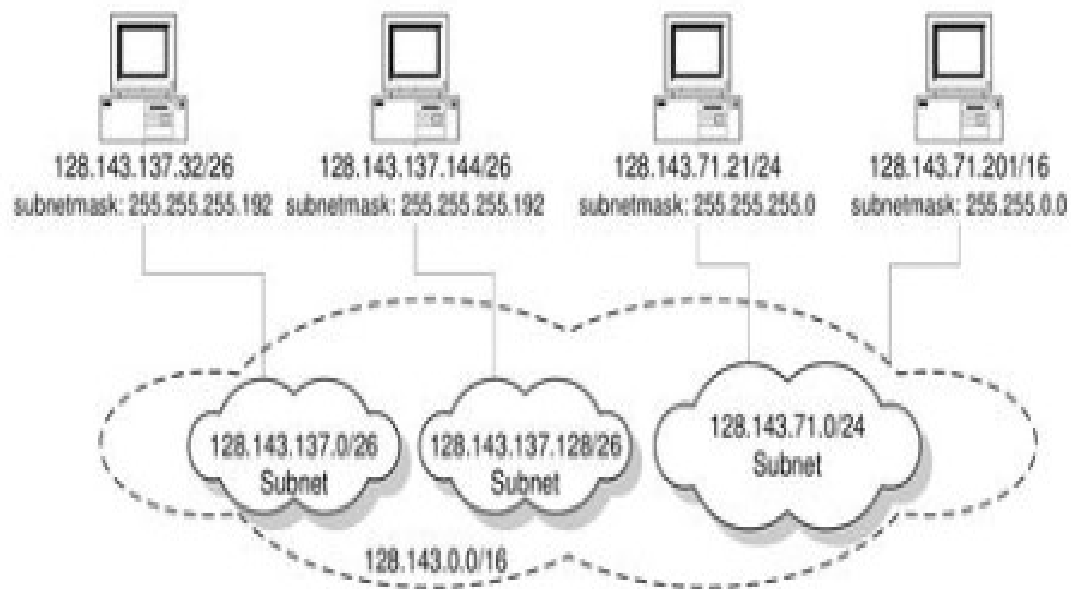 128.143.137.32/26
subnetmask: 255.255.255.192
128.143.137.144/26
subnetmask: 255.255.255.192
128.143.71.21/24
subnetmask: 255.255.255.0
128.143.71.201/16
subnetmask: 255.255.0.0
128.143.137.0/26
Subnet
128.143.137.128/26
Subnet
128.143.71.0/24
Subnet
128.143.0.0/16